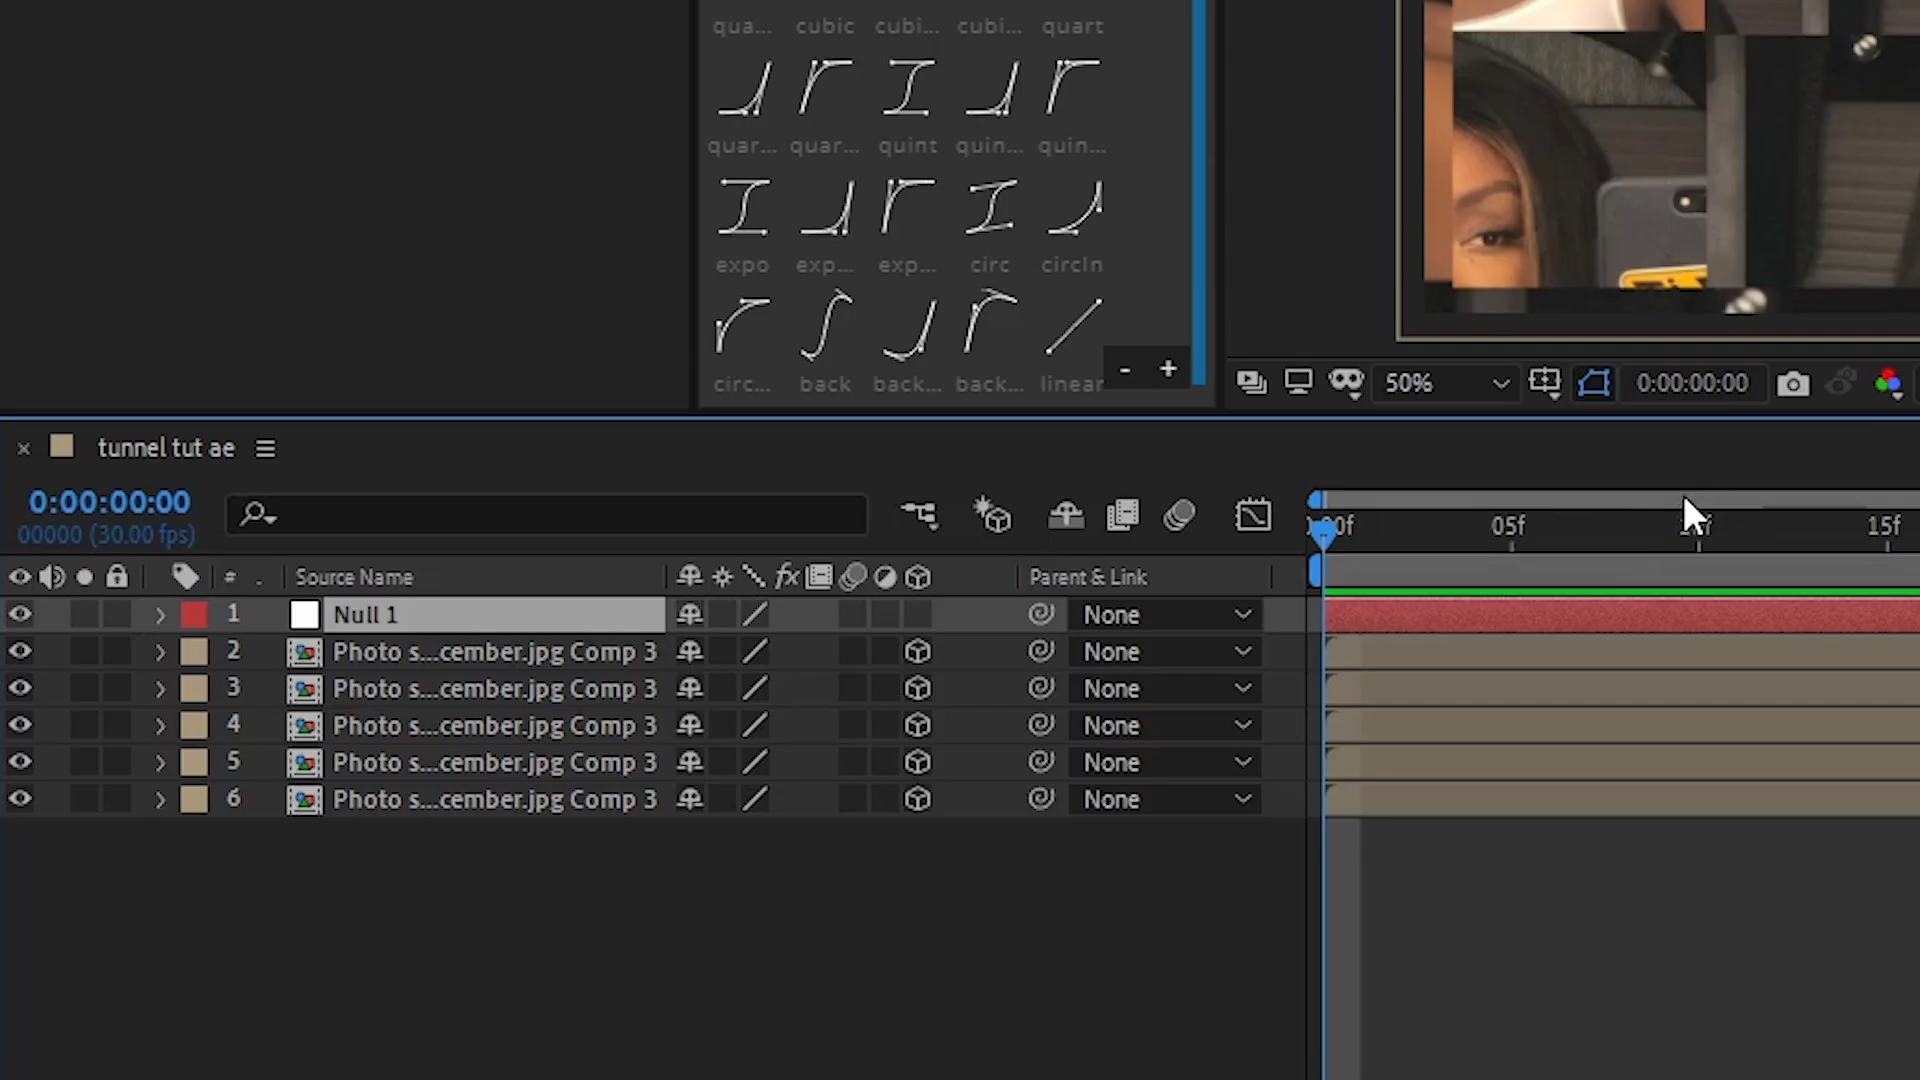 qua... cubic cubi... cubi... quart
quar... quar... quint quin... quin...
expo exp... exp... circ circIn
circ... back back... back... linear
- +
50% 0:00:00:00
× tunnel tut ae
0:00:00:00
00000 (30.00 fps)
00f 05f 15f
# . Source Name fx Parent & Link
1 Null 1 None
2 Photo s...cember.jpg Comp 3 None
3 Photo s...cember.jpg Comp 3 None
4 Photo s...cember.jpg Comp 3 None
5 Photo s...cember.jpg Comp 3 None
6 Photo s...cember.jpg Comp 3 None